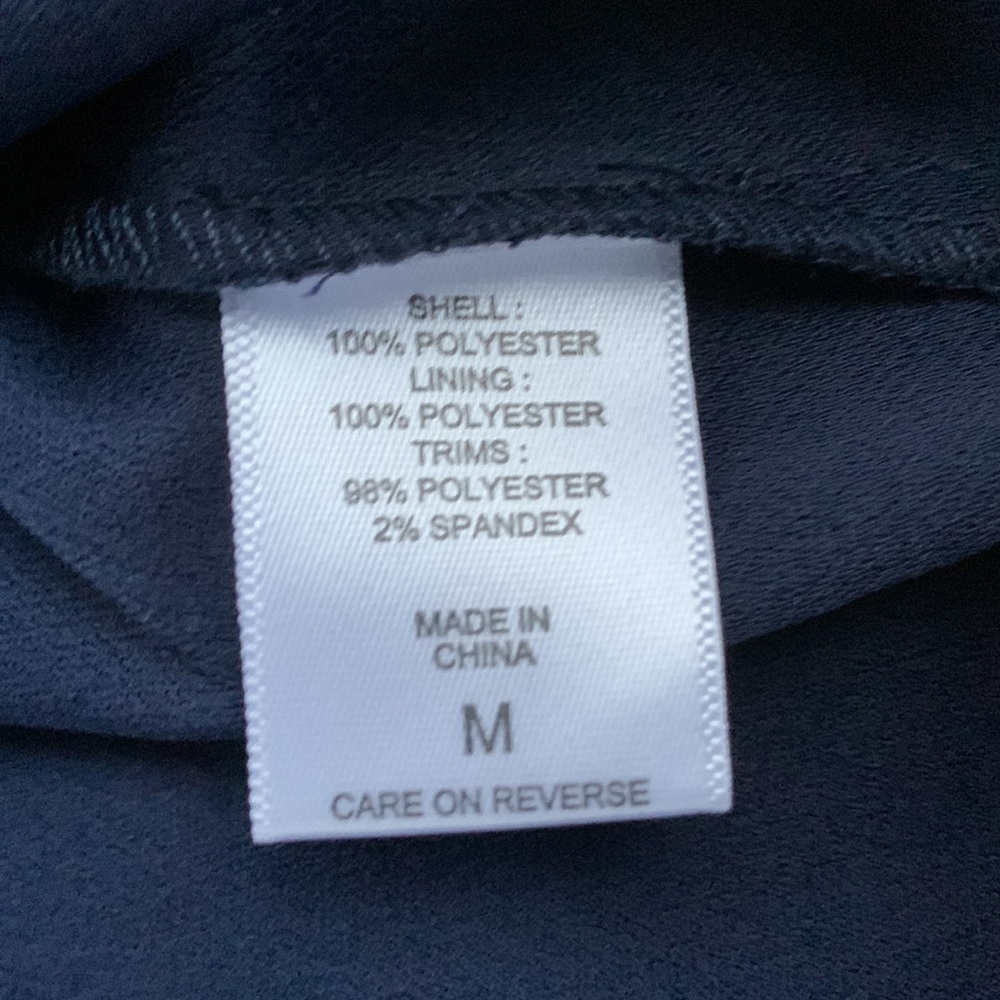 SHELL :
100% POLYESTER
LINING :
100% POLYESTER
TRIMS :
98% POLYESTER
2% SPANDEX
MADE IN
CHINA
M
CARE ON REVERSE